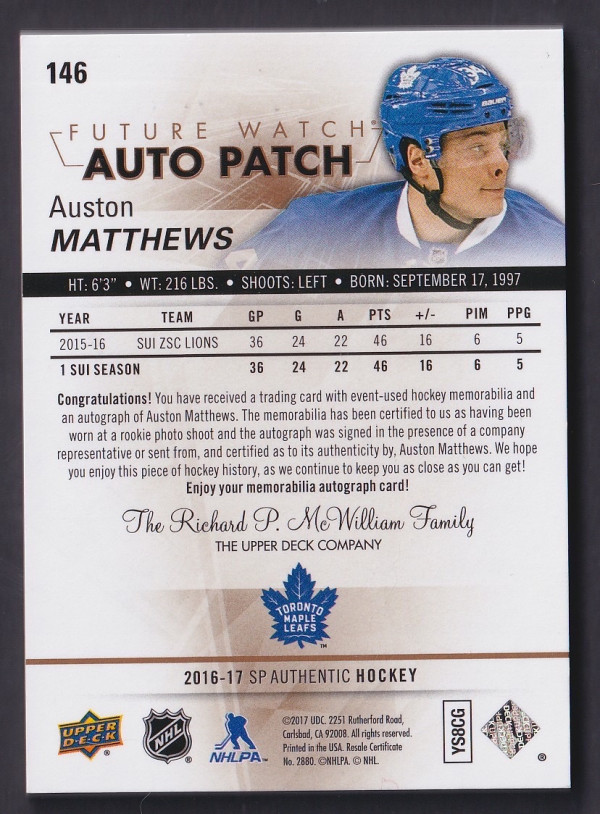 146
34
BAUER
FUTURE WATCH®
AUTO PATCH
Auston
MATTHEWS
HT: 6'3" • WT: 216 LBS. • SHOOTS: LEFT • BORN: SEPTEMBER 17, 1997
YEAR TEAM GP G A PTS +/- PIM PPG
2015-16 SUI ZSC LIONS 36 24 22 46 16 6 5
1 SUI SEASON 36 24 22 46 16 6 5
Congratulations! You have received a trading card with event-used hockey memorabilia and
an autograph of Auston Matthews. The memorabilia has been certified to us as having been
worn at a rookie photo shoot and the autograph was signed in the presence of a company
representative or sent from, and certified as to its authenticity by, Auston Matthews. We hope
you enjoy this piece of hockey history, as we continue to keep you as close as you can get!
Enjoy your memorabilia autograph card!
The Richard P. McWilliam Family
THE UPPER DECK COMPANY
TORONTO
MAPLE
LEAFS
™
2016-17 SP AUTHENTIC HOCKEY
UPPER
D·E·C·K
®
NHL
®
NHLPA™
©2017 UDC. 2251 Rutherford Road,
Carlsbad, CA 92008. All rights reserved.
Printed in the USA. Resale Certificate
No. 2880. ©NHLPA. © NHL.
YS8CG
®